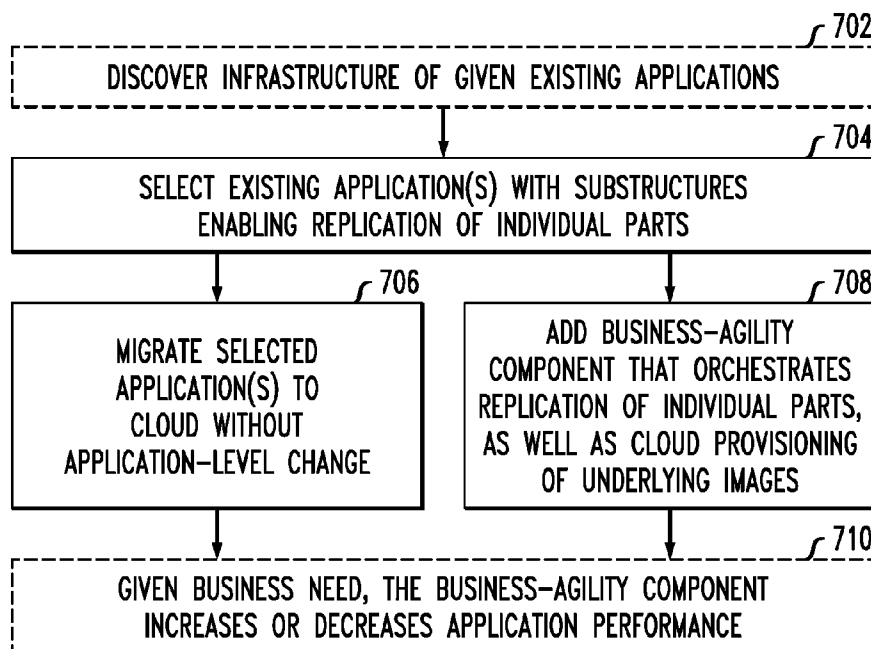 702
DISCOVER INFRASTRUCTURE OF GIVEN EXISTING APPLICATIONS
704
SELECT EXISTING APPLICATION(S) WITH SUBSTRUCTURES
ENABLING REPLICATION OF INDIVIDUAL PARTS
706
MIGRATE SELECTED
APPLICATION(S) TO
CLOUD WITHOUT
APPLICATION-LEVEL CHANGE
708
ADD BUSINESS-AGILITY
COMPONENT THAT ORCHESTRATES
REPLICATION OF INDIVIDUAL PARTS,
AS WELL AS CLOUD PROVISIONING
OF UNDERLYING IMAGES
710
GIVEN BUSINESS NEED, THE BUSINESS-AGILITY COMPONENT
INCREASES OR DECREASES APPLICATION PERFORMANCE